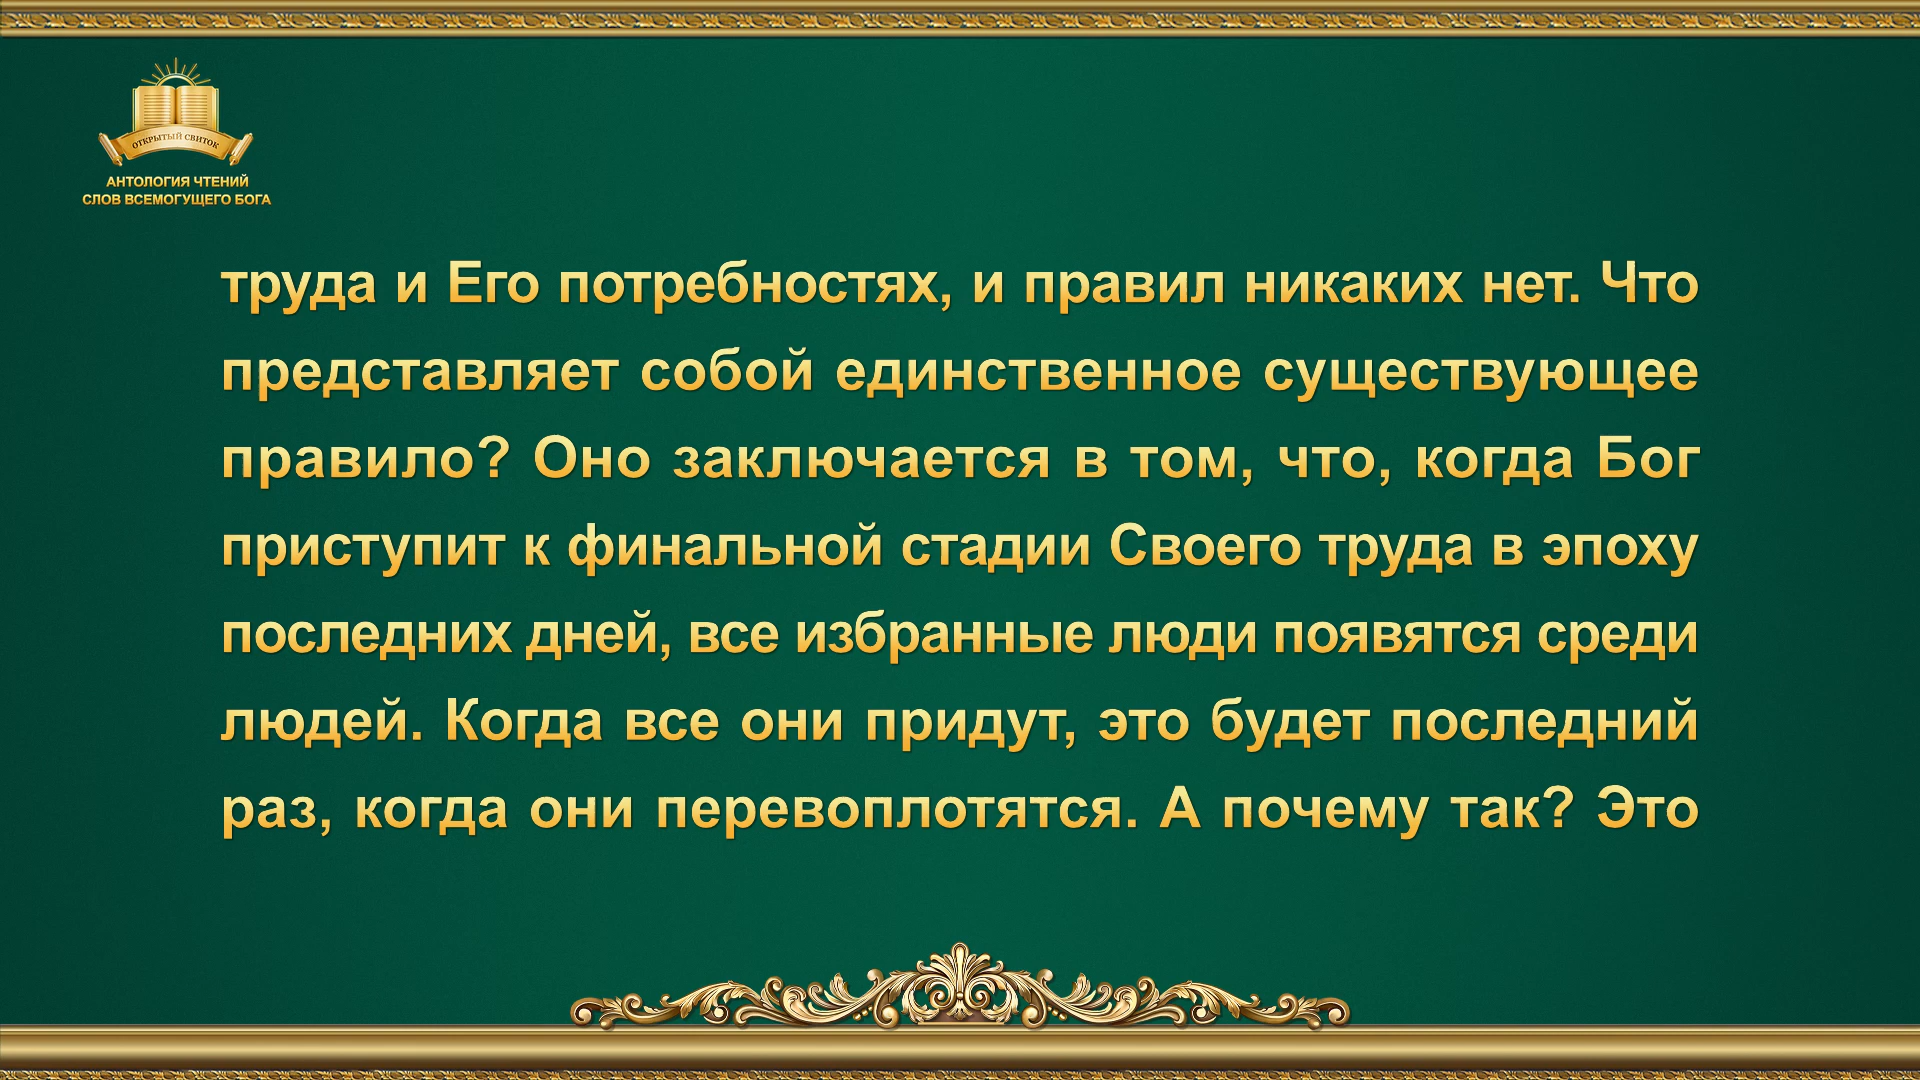 ОТКРЫТЫЙ СВИТОК
АНТОЛОГИЯ ЧТЕНИЙ
СЛОВ ВСЕМОГУЩЕГО БОГА
труда и Его потребностях, и правил никаких нет. Что
представляет собой единственное существующее
правило? Оно заключается в том, что, когда Бог
приступит к финальной стадии Своего труда в эпоху
последних дней, все избранные люди появятся среди
людей. Когда все они придут, это будет последний
раз, когда они перевоплотятся. А почему так? Это